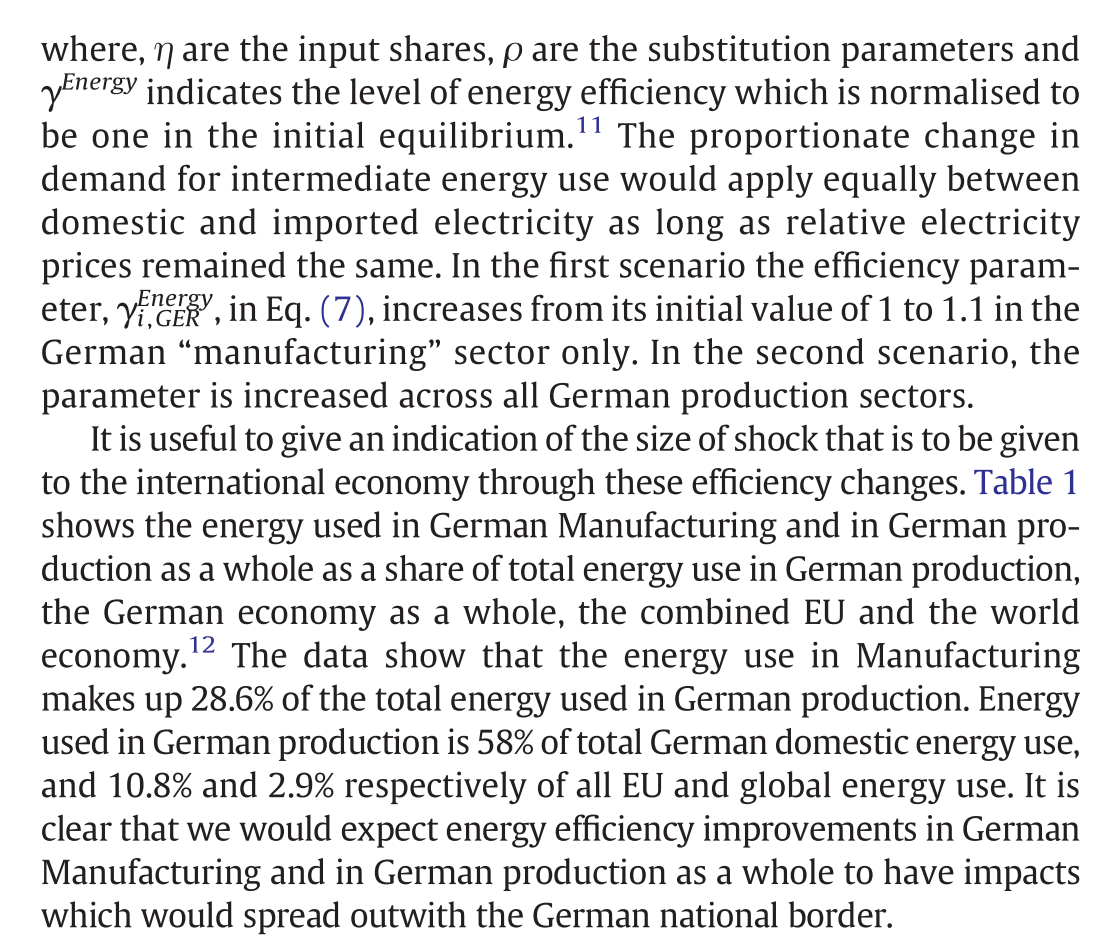 where, η are the input shares, ρ are the substitution parameters and
γ^Energy indicates the level of energy efficiency which is normalised to
be one in the initial equilibrium.11 The proportionate change in
demand for intermediate energy use would apply equally between
domestic and imported electricity as long as relative electricity
prices remained the same. In the first scenario the efficiency param-
eter, γ_{i,GER}^{Energy}, in Eq. (7), increases from its initial value of 1 to 1.1 in the
German “manufacturing” sector only. In the second scenario, the
parameter is increased across all German production sectors.
It is useful to give an indication of the size of shock that is to be given
to the international economy through these efficiency changes. Table 1
shows the energy used in German Manufacturing and in German pro-
duction as a whole as a share of total energy use in German production,
the German economy as a whole, the combined EU and the world
economy.12 The data show that the energy use in Manufacturing
makes up 28.6% of the total energy used in German production. Energy
used in German production is 58% of total German domestic energy use,
and 10.8% and 2.9% respectively of all EU and global energy use. It is
clear that we would expect energy efficiency improvements in German
Manufacturing and in German production as a whole to have impacts
which would spread outwith the German national border.